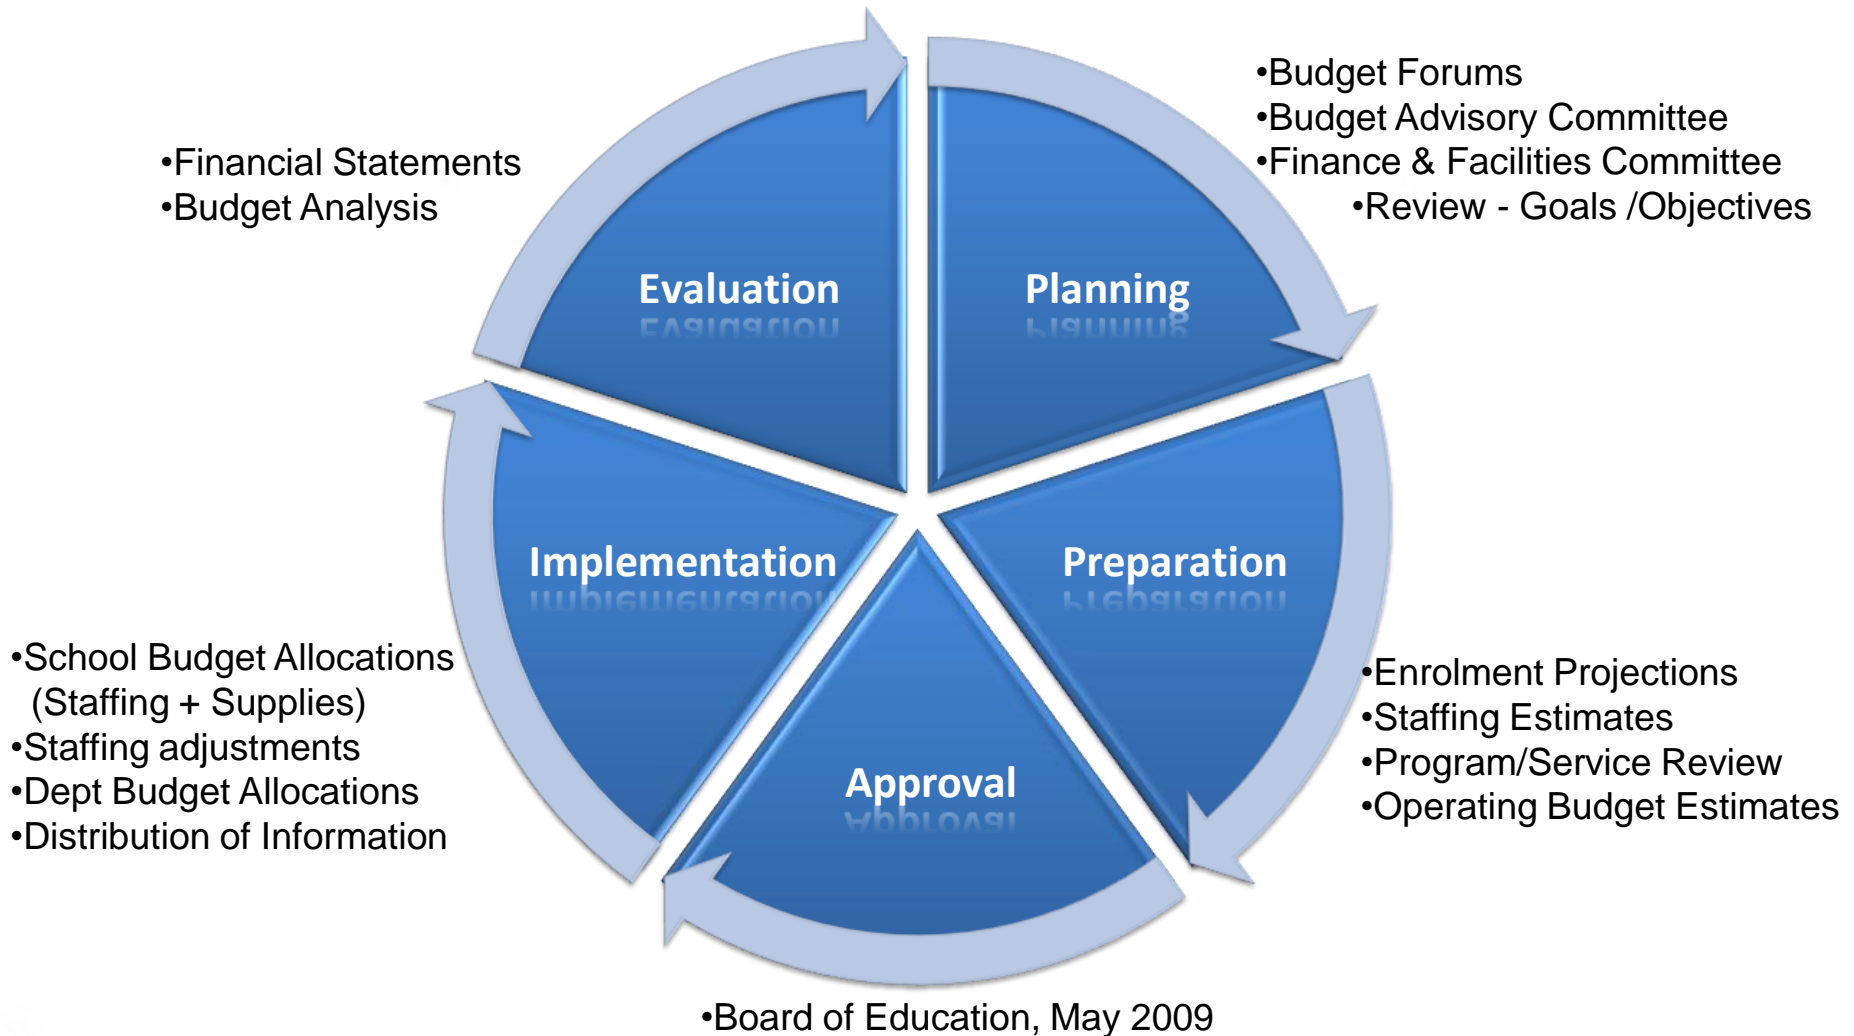 •Budget Forums
•Budget Advisory Committee
•Finance & Facilities Committee
•Review - Goals /Objectives
•Financial Statements
•Budget Analysis
Evaluation
Planning
Implementation
Preparation
Approval
•School Budget Allocations
(Staffing + Supplies)
•Staffing adjustments
•Dept Budget Allocations
•Distribution of Information
•Enrolment Projections
•Staffing Estimates
•Program/Service Review
•Operating Budget Estimates
•Board of Education, May 2009